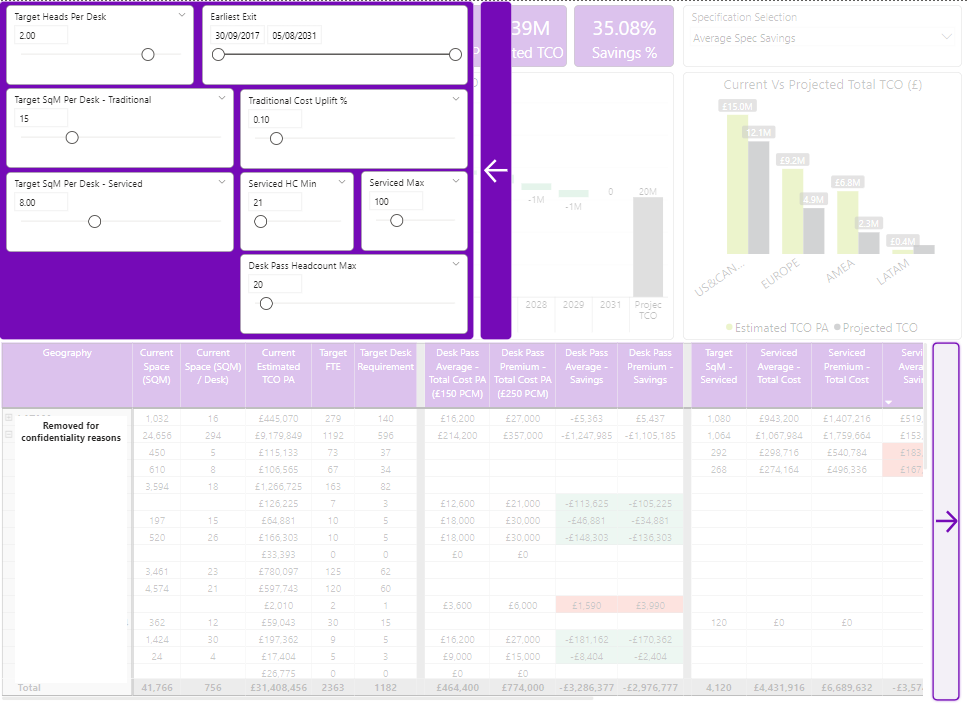 Target Heads Per Desk
2.00
Earliest Exit
30/09/2017 05/08/2031
Target SqM Per Desk - Traditional
15
Traditional Cost Uplift %
0.10
Target SqM Per Desk - Serviced
8.00
Serviced HC Min
21
Serviced Max
100
Desk Pass Headcount Max
20
39M
ted TCO
35.08%
Savings %
Specification Selection
Average Spec Savings
-1M
-1M
0
20M
2028 2029 2031 Projec
TCO
Current Vs Projected Total TCO (£)
£15.0M
12.1M
£9.2M
4.9M
£6.8M
2.3M
£0.4M
US&CAN... EUROPE AMEA LATAM
Estimated TCO PA Projected TCO
Geography Current Space (SQM) Current Space (SQM) / Desk) Current Estimated TCO PA Target FTE Target Desk Requirement Desk Pass Average - Total Cost PA (£150 PCM) Desk Pass Premium - Total Cost PA (£250 PCM) Desk Pass Average - Savings Desk Pass Premium - Savings Target SqM - Serviced Serviced Average - Total Cost Serviced Premium - Total Cost Servi Avera Savin
Removed for
confidentiality reasons
1,032 16 £445,070 279 140 £16,200 £27,000 -£5,363 £5,437 1,080 £943,200 £1,407,216 £519,
24,656 294 £9,179,849 1192 596 £214,200 £357,000 -£1,247,985 -£1,105,185 1,064 £1,067,984 £1,759,664 £153,
450 5 £115,133 73 37 292 £298,716 £540,784 £183,
610 8 £106,565 67 34 268 £274,164 £496,336 £167,
3,594 18 £1,266,725 163 82
£126,225 7 3 £12,600 £21,000 -£113,625 -£105,225
197 15 £64,881 10 5 £18,000 £30,000 -£46,881 -£34,881
520 26 £166,303 10 5 £18,000 £30,000 -£148,303 -£136,303
£33,393 0 0 £0 £0
3,461 23 £780,097 125 62
4,574 21 £597,743 120 60
£2,010 2 1 £3,600 £6,000 £1,590 £3,990
362 12 £59,043 30 15 120 £0 £0
1,424 30 £197,362 9 5 £16,200 £27,000 -£181,162 -£170,362
24 4 £17,404 5 3 £9,000 £15,000 -£8,404 -£2,404
£26,775 0 0 £0 £0
Total 41,766 756 £31,408,456 2363 1182 £464,400 £774,000 -£3,286,377 -£2,976,777 4,120 £4,431,916 £6,689,632 -£3,57